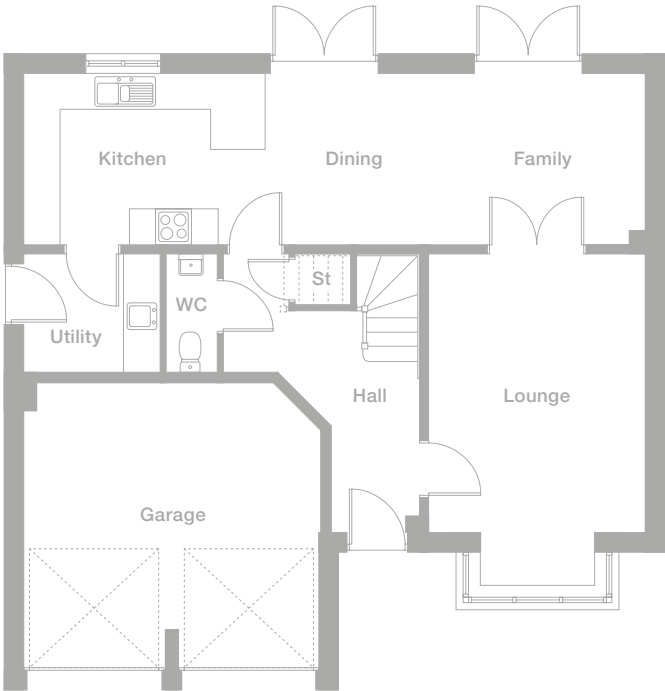 Kitchen
Dining
Family
St
WC
Utility
Hall
Lounge
Garage